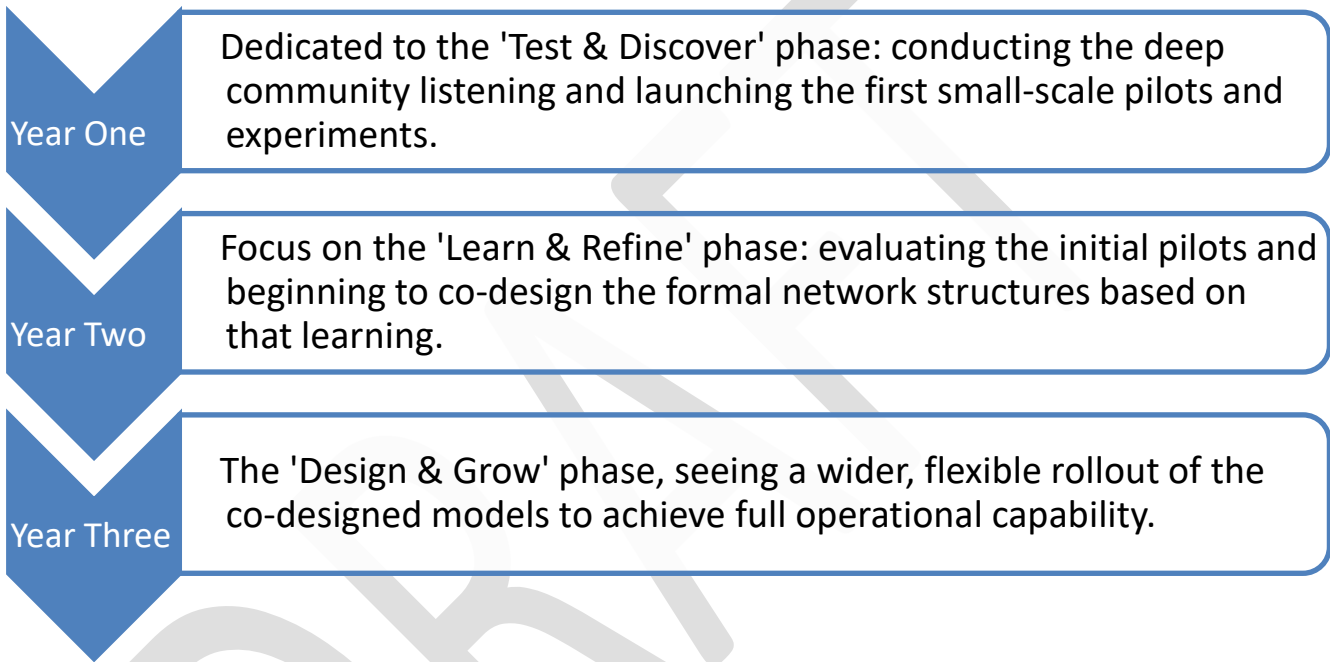 Year One
Dedicated to the 'Test & Discover' phase: conducting the deep
community listening and launching the first small-scale pilots and
experiments.
Year Two
Focus on the 'Learn & Refine' phase: evaluating the initial pilots and
beginning to co-design the formal network structures based on
that learning.
Year Three
The 'Design & Grow' phase, seeing a wider, flexible rollout of the
co-designed models to achieve full operational capability.
DRAFT